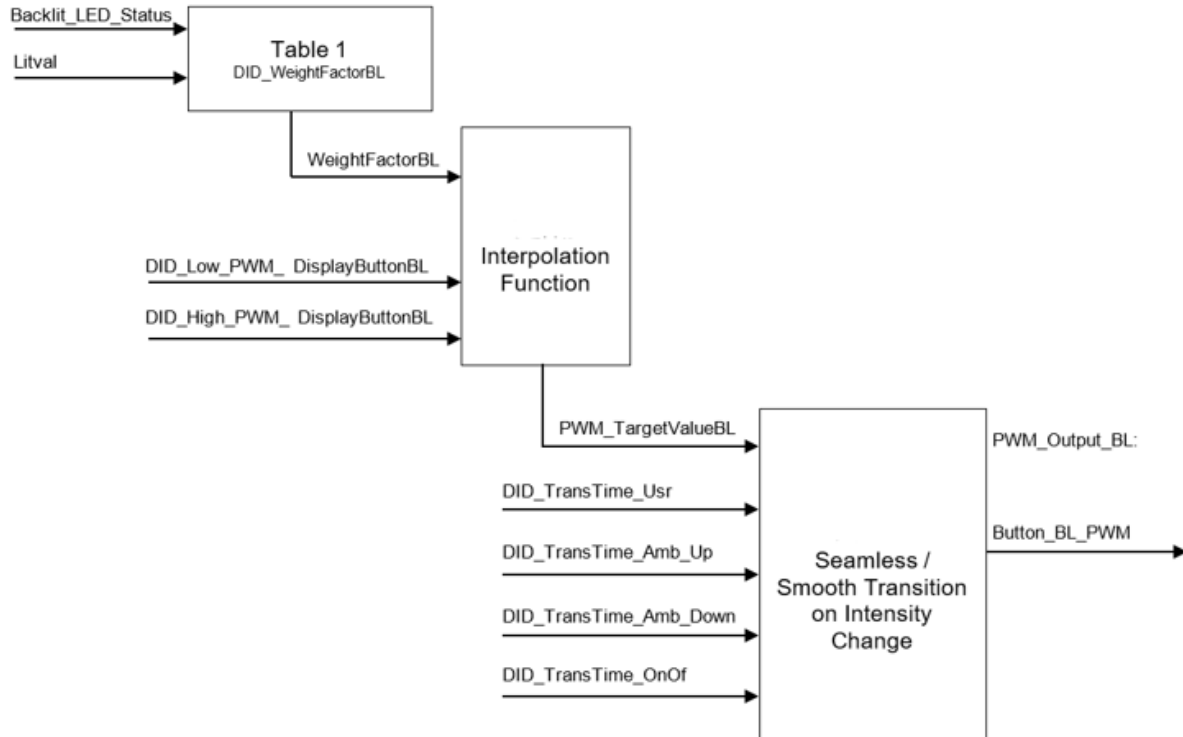 Backlit_LED_Status
Litval
Table 1
DID_WeightFactorBL
WeightFactorBL
DID_Low_PWM_ DisplayButtonBL
DID_High_PWM_ DisplayButtonBL
Interpolation
Function
PWM_TargetValueBL
DID_TransTime_Usr
DID_TransTime_Amb_Up
DID_TransTime_Amb_Down
DID_TransTime_OnOf
Seamless /
Smooth Transition
on Intensity
Change
PWM_Output_BL:
Button_BL_PWM